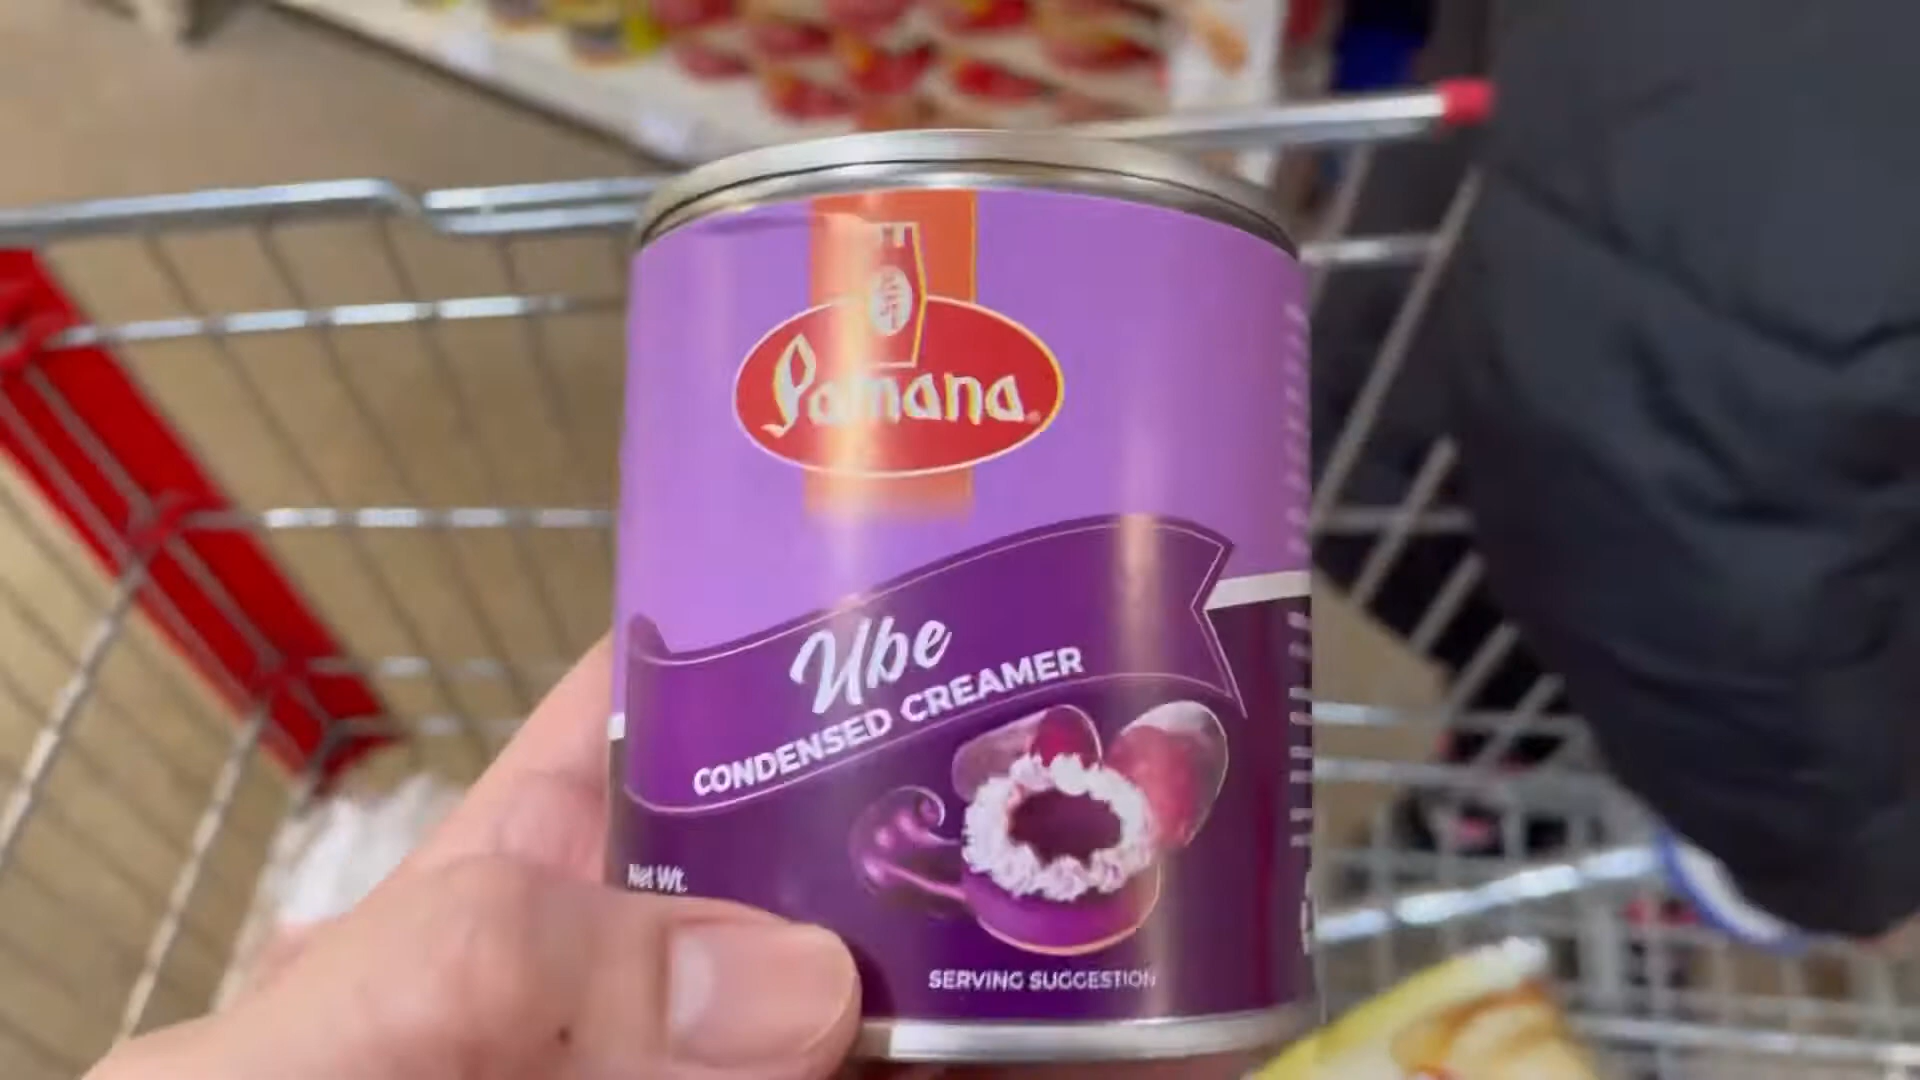 Pamana
Ube
CONDENSED CREAMER
Net Wt.
SERVING SUGGESTION